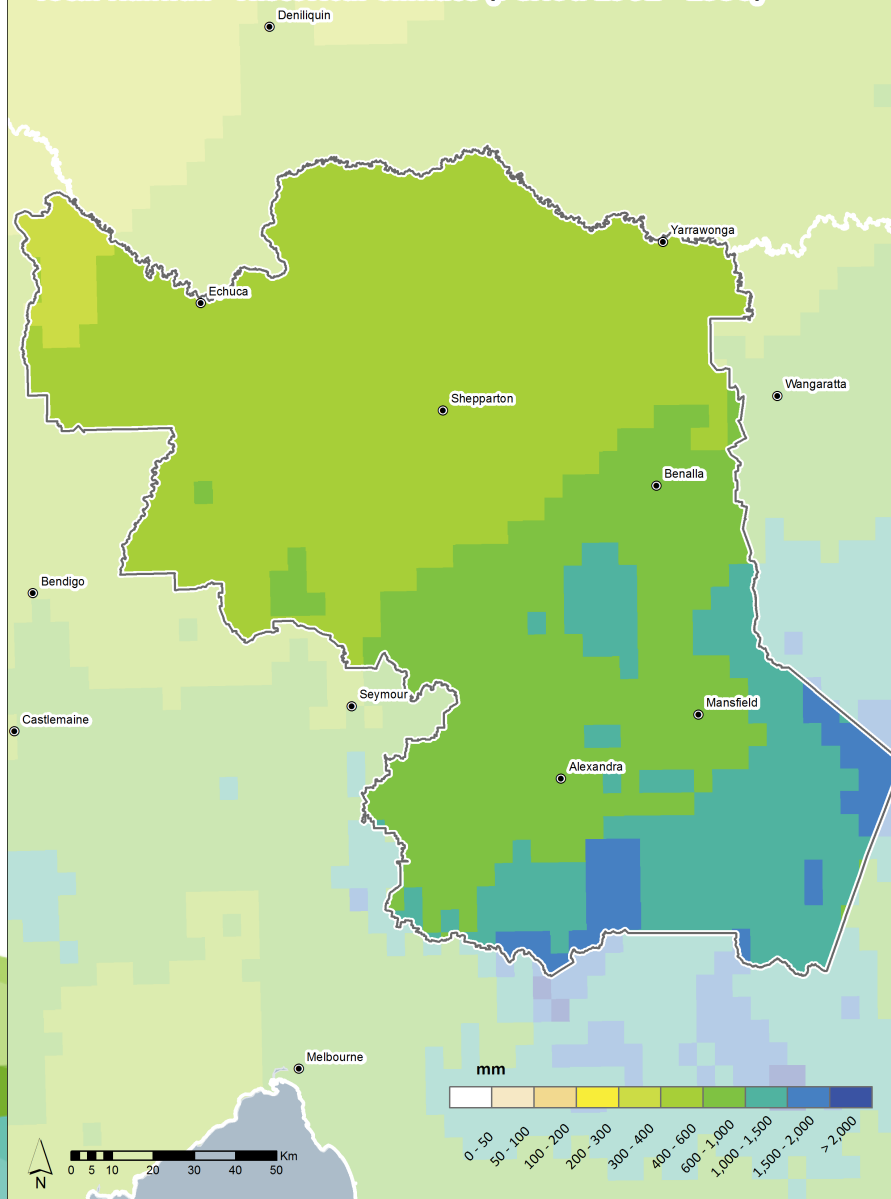 Deniliquin
Yarrawonga
Echuca
Wangaratta
Shepparton
Benalla
Bendigo
Seymour
Mansfield
Castlemaine
Alexandra
Melbourne
mm
0 - 50
50 - 100
100 - 200
200 - 300
300 - 400
400 - 600
600 - 1,000
1,000 - 1,500
1,500 - 2,000
> 2,000
N
0 5 10 20 30 40 50 Km